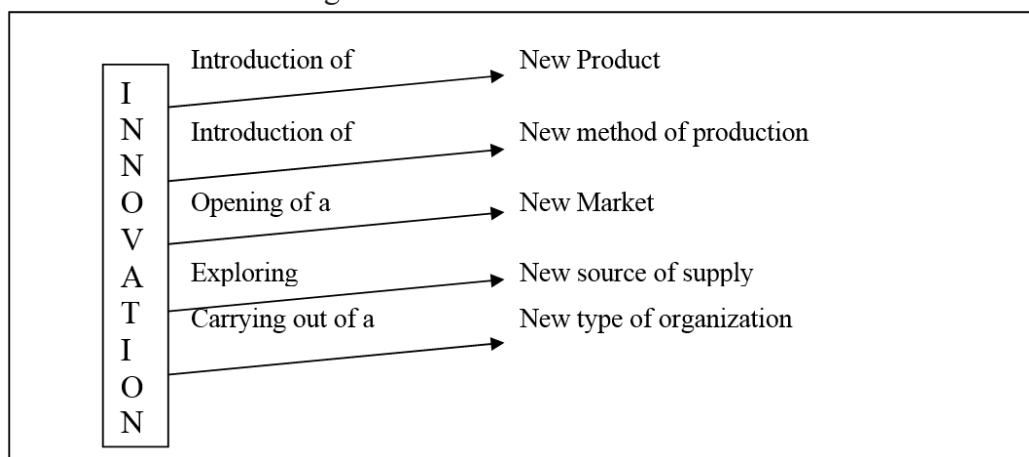 Introduction of New Product
Introduction of New method of production
Opening of a New Market
Exploring New source of supply
Carrying out of a New type of organization
I
N
N
O
V
A
T
I
O
N